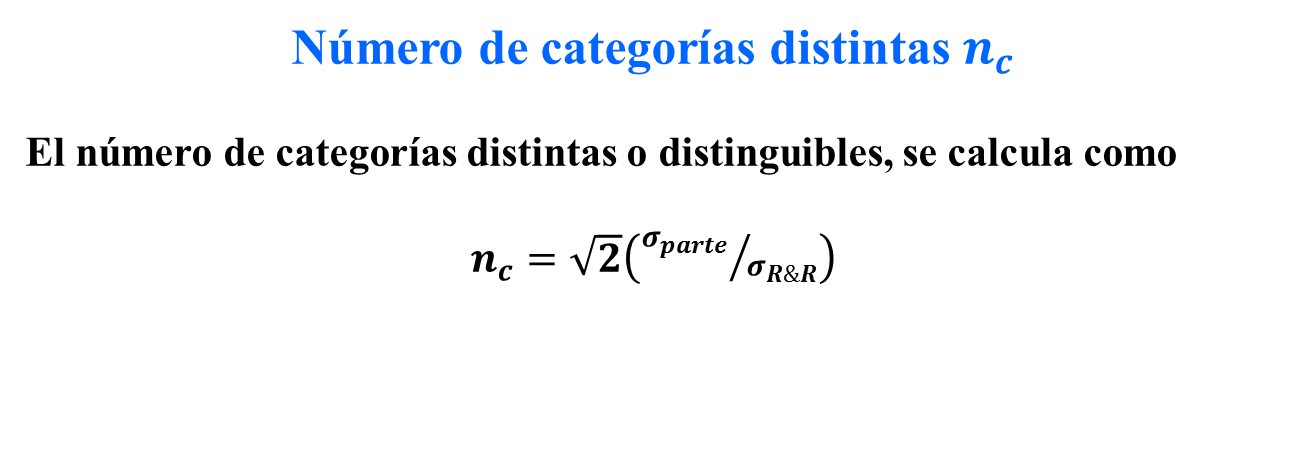 Número de categorías distintas n_c
El número de categorías distintas o distinguibles, se calcula como
n_c = √2(σ_parte/σ_R&R)